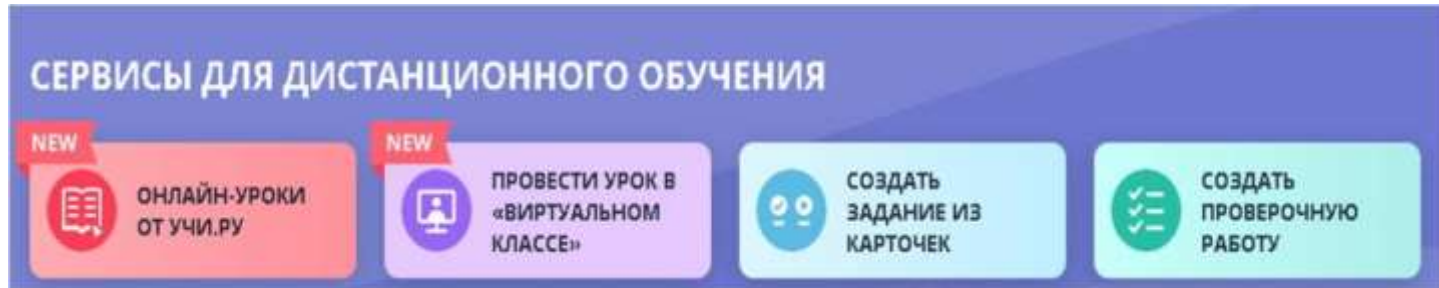 СЕРВИСЫ ДЛЯ ДИСТАНЦИОННОГО ОБУЧЕНИЯ
NEW
ОНЛАЙН-УРОКИ
ОТ УЧИ.РУ
NEW
ПРОВЕСТИ УРОК В
«ВИРТУАЛЬНОМ
КЛАССЕ»
СОЗДАТЬ
ЗАДАНИЕ ИЗ
КАРТОЧЕК
СОЗДАТЬ
ПРОВЕРОЧНУЮ
РАБОТУ